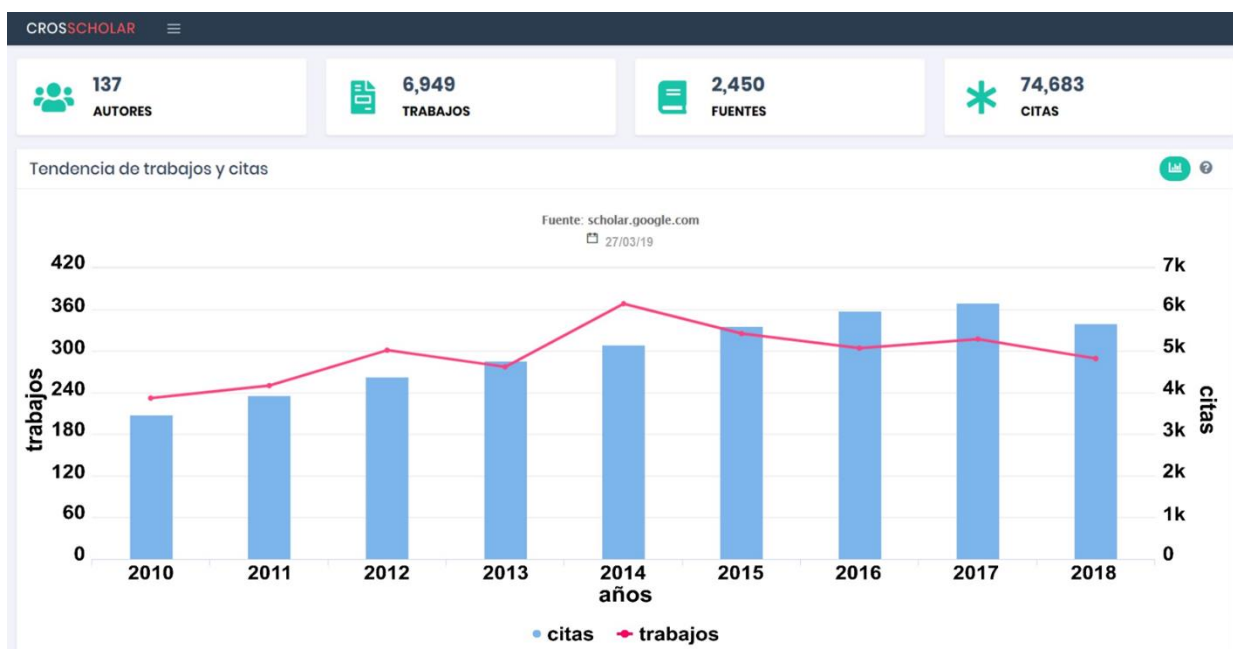 CROSSCHOLAR
137
AUTORES
6,949
TRABAJOS
2,450
FUENTES
74,683
CITAS
Tendencia de trabajos y citas
Fuente: scholar.google.com
27/03/19
420
360
300
240
180
120
60
0
trabajos
7k
6k
5k
4k
3k
2k
1k
0
citas
2010 2011 2012 2013 2014 2015 2016 2017 2018
años
citas trabajos